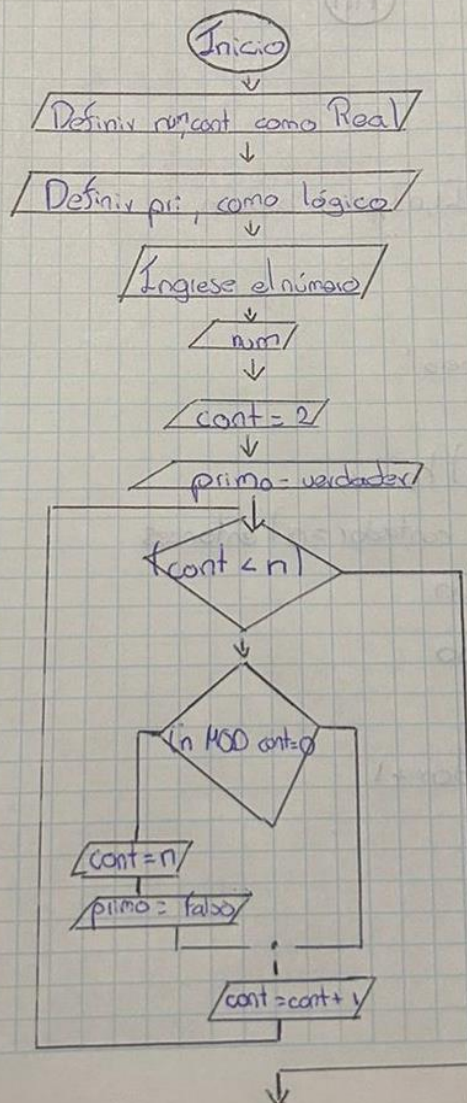 Inicio
Definir num,cont como Real
Definir pri, como lógico
Ingrese el número
num
cont = 2
primo = verdader
(cont < n)
(n MOD cont=0
cont = n
primo = falso
cont = cont + 1